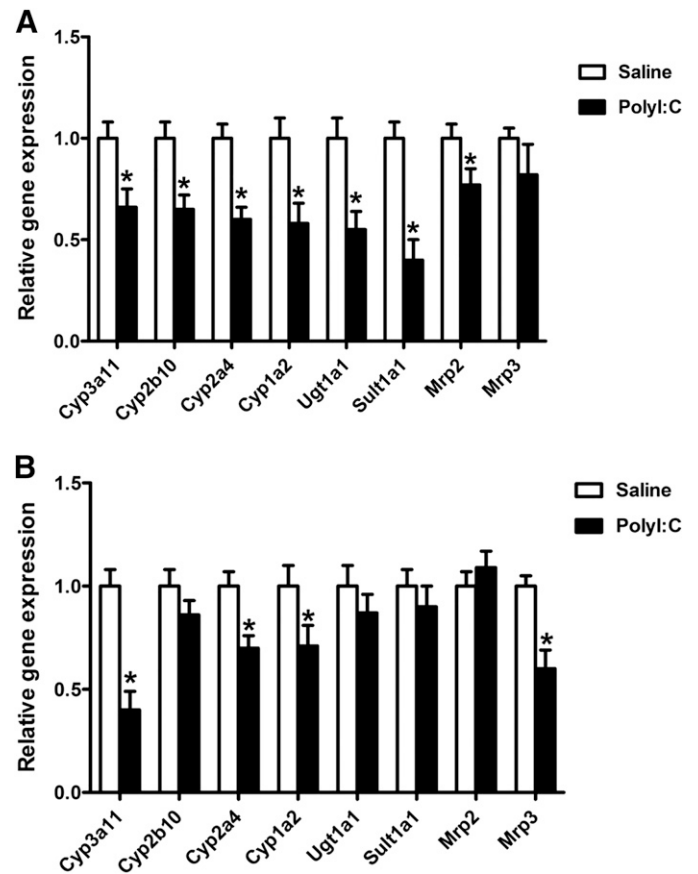 A
Relative gene expression
1.5
1.0
0.5
0.0
Saline
PolyI:C
* * * * * * *
Cyp3a11 Cyp2b10 Cyp2a4 Cyp1a2 Ugt1a1 Sult1a1 Mrp2 Mrp3
B
Relative gene expression
1.5
1.0
0.5
0.0
Saline
PolyI:C
* * * *
Cyp3a11 Cyp2b10 Cyp2a4 Cyp1a2 Ugt1a1 Sult1a1 Mrp2 Mrp3